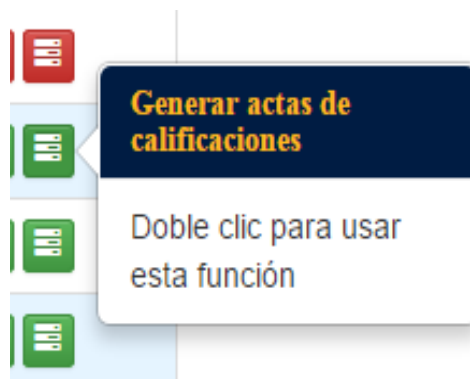 Generar actas de
calificaciones
Doble clic para usar
esta función